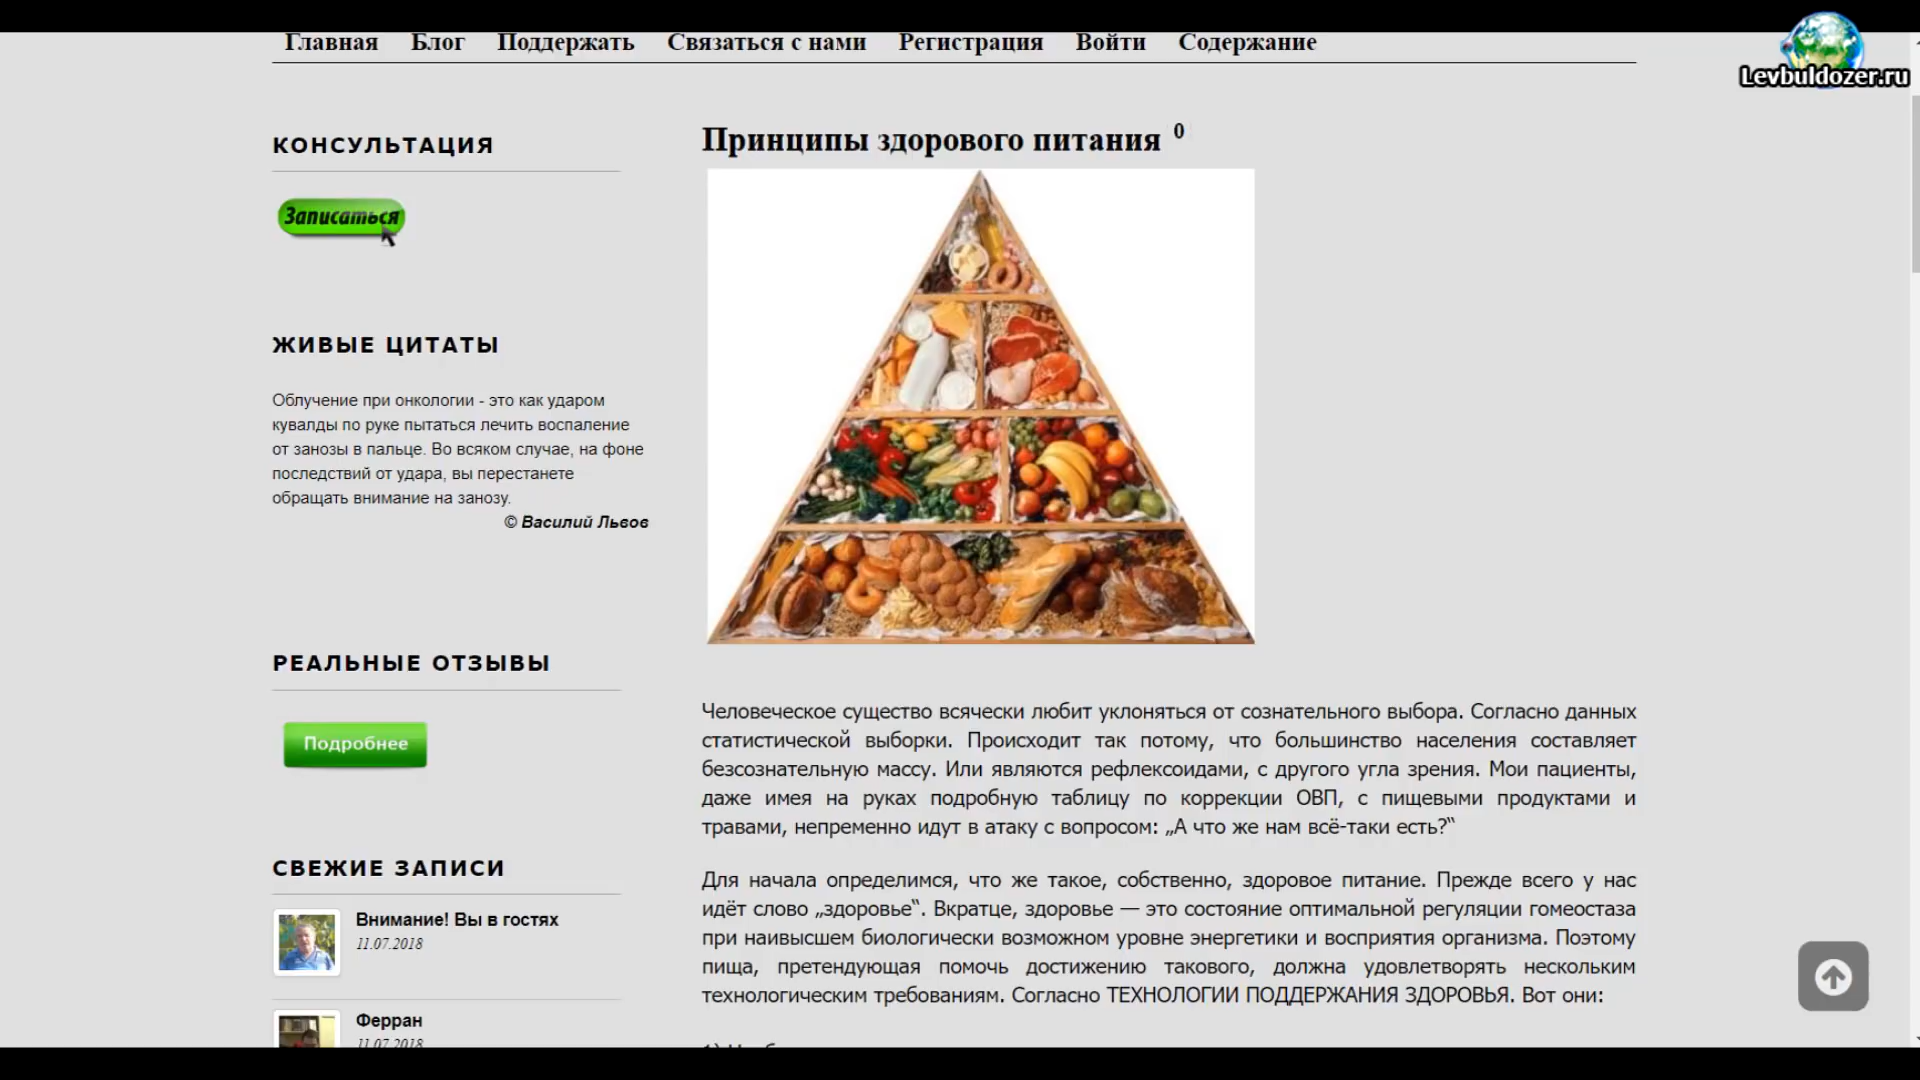 Главная Блог Поддержать Связаться с нами Регистрация Войти Содержание
Levbuldozer.ru
КОНСУЛЬТАЦИЯ
Записаться
ЖИВЫЕ ЦИТАТЫ
Облучение при онкологии - это как ударом
кувалды по руке пытаться лечить воспаление
от занозы в пальце. Во всяком случае, на фоне
последствий от удара, вы перестанете
обращать внимание на занозу.
© Василий Львов
РЕАЛЬНЫЕ ОТЗЫВЫ
Подробнее
СВЕЖИЕ ЗАПИСИ
Внимание! Вы в гостях
11.07.2018
Ферран
11.07.2018
Принципы здорового питания 0
Человеческое существо всячески любит уклоняться от сознательного выбора. Согласно данных
статистической выборки. Происходит так потому, что большинство населения составляет
безсознательную массу. Или являются рефлексоидами, с другого угла зрения. Мои пациенты,
даже имея на руках подробную таблицу по коррекции ОВП, с пищевыми продуктами и
травами, непременно идут в атаку с вопросом: „А что же нам всё-таки есть?“
Для начала определимся, что же такое, собственно, здоровое питание. Прежде всего у нас
идёт слово „здоровье“. Вкратце, здоровье — это состояние оптимальной регуляции гомеостаза
при наивысшем биологически возможном уровне энергетики и восприятия организма. Поэтому
пища, претендующая помочь достижению такового, должна удовлетворять нескольким
технологическим требованиям. Согласно ТЕХНОЛОГИИ ПОДДЕРЖАНИЯ ЗДОРОВЬЯ. Вот они: